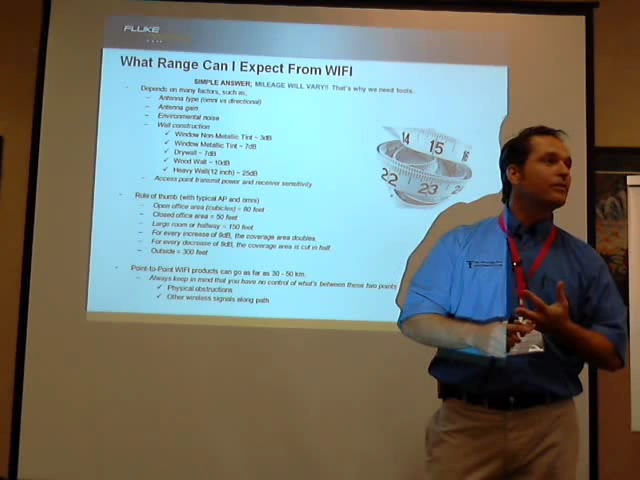 FLUKE
What Range Can I Expect From WIFI
SIMPLE ANSWER; MILEAGE WILL VARY!! That's why we need tools.
- Depends on many factors, such as,
– Antenna type (omni vs directional)
– Antenna gain
– Environmental noise
– Wall construction
✓ Window Non-Metallic Tint ~ 3dB
✓ Window Metallic Tint ~ 7dB
✓ Drywall ~ 7dB
✓ Wood Wall ~ 10dB
✓ Heavy Wall(12 inch) ~ 25dB
– Access point transmit power and receiver sensitivity
- Rule of thumb (with typical AP and omni)
– Open office area (cubicles) = 80 feet
– Closed office area = 50 feet
– Large room or hallway = 150 feet
– For every increase of 9dB, the coverage area doubles.
– For every decrease of 9dB, the coverage area is cut in half.
– Outside = 300 feet
- Point-to-Point WIFI products can go as far as 30 - 50 km.
– Always keep in mind that you have no control of what's between these two points
✓ Physical obstructions
✓ Other wireless signals along path
14 15 16
22 23 24